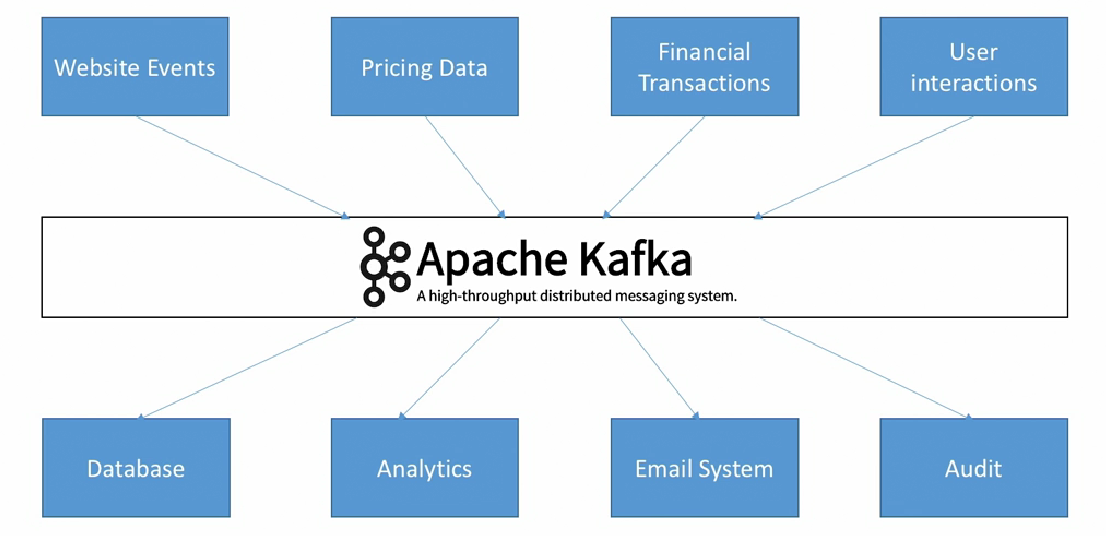 Website Events
Pricing Data
Financial
Transactions
User
interactions
Apache Kafka
A high-throughput distributed messaging system.
Database
Analytics
Email System
Audit